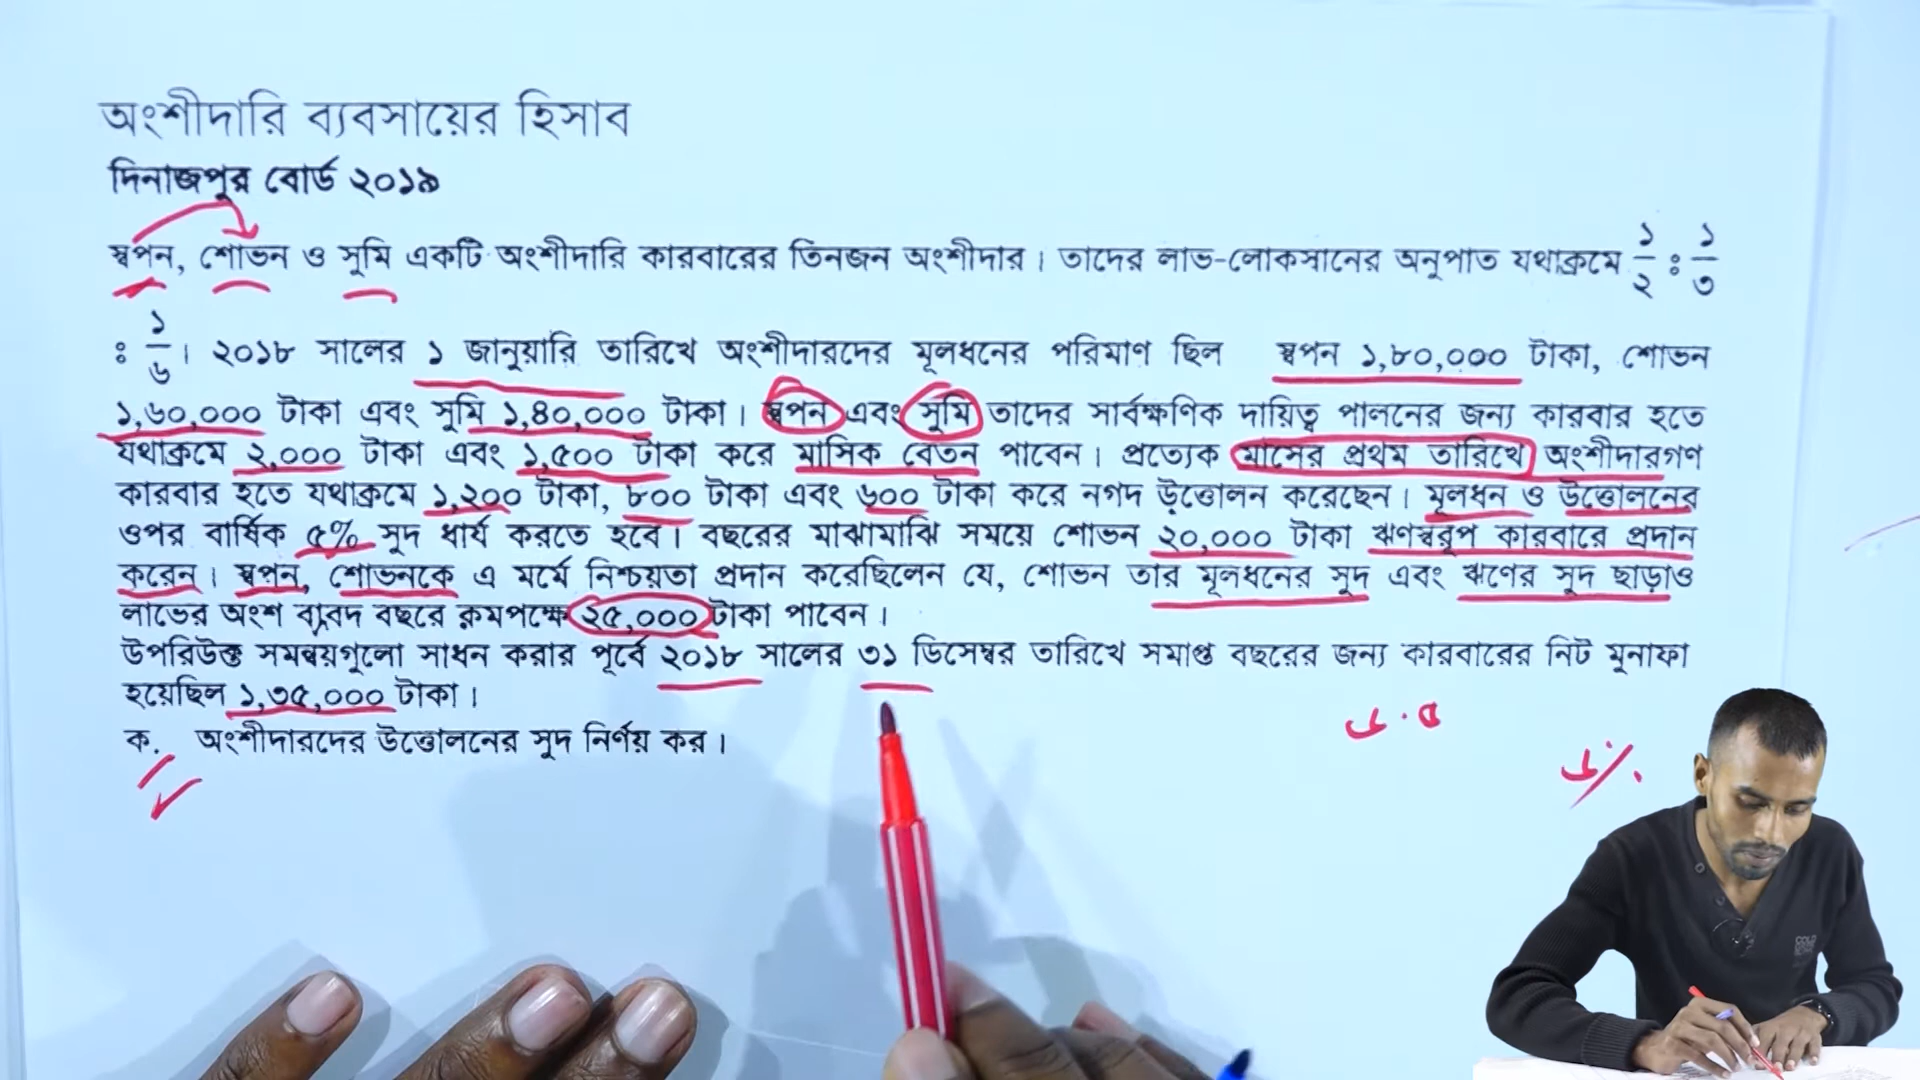 অংশীদারি ব্যবসায়ের হিসাব
দিনাজপুর বোর্ড ২০১৯
স্বপন, শোভন ও সুমি একটি অংশীদারি কারবারের তিনজন অংশীদার। তাদের লাভ-লোকসানের অনুপাত যথাক্রমে ১/২ ঃ ১/৩
ঃ ১/৬। ২০১৮ সালের ১ জানুয়ারি তারিখে অংশীদারদের মূলধনের পরিমাণ ছিল স্বপন ১,৮০,০০০ টাকা, শোভন
১,৬০,০০০ টাকা এবং সুমি ১,৪০,০০০ টাকা। স্বপন এবং সুমি তাদের সার্বক্ষণিক দায়িত্ব পালনের জন্য কারবার হতে
যথাক্রমে ২,০০০ টাকা এবং ১,৫০০ টাকা করে মাসিক বেতন পাবেন। প্রত্যেক মাসের প্রথম তারিখে অংশীদারগণ
কারবার হতে যথাক্রমে ১,২০০ টাকা, ৮০০ টাকা এবং ৬০০ টাকা করে নগদ উত্তোলন করেছেন। মূলধন ও উত্তোলনের
ওপর বার্ষিক ৫% সুদ ধার্য করতে হবে। বছরের মাঝামাঝি সময়ে শোভন ২০,০০০ টাকা ঋণস্বরূপ কারবারে প্রদান
করেন। স্বপন, শোভনকে এ মর্মে নিশ্চয়তা প্রদান করেছিলেন যে, শোভন তার মূলধনের সুদ এবং ঋণের সুদ ছাড়াও
লাভের অংশ বাবদ বছরে কমপক্ষে ২৫,০০০ টাকা পাবেন।
উপরিউক্ত সমন্বয়গুলো সাধন করার পূর্বে ২০১৮ সালের ৩১ ডিসেম্বর তারিখে সমাপ্ত বছরের জন্য কারবারের নিট মুনাফা
হয়েছিল ১,৩৫,০০০ টাকা।
ক. অংশীদারদের উত্তোলনের সুদ নির্ণয় কর।
৬.৫
৬%
COLD